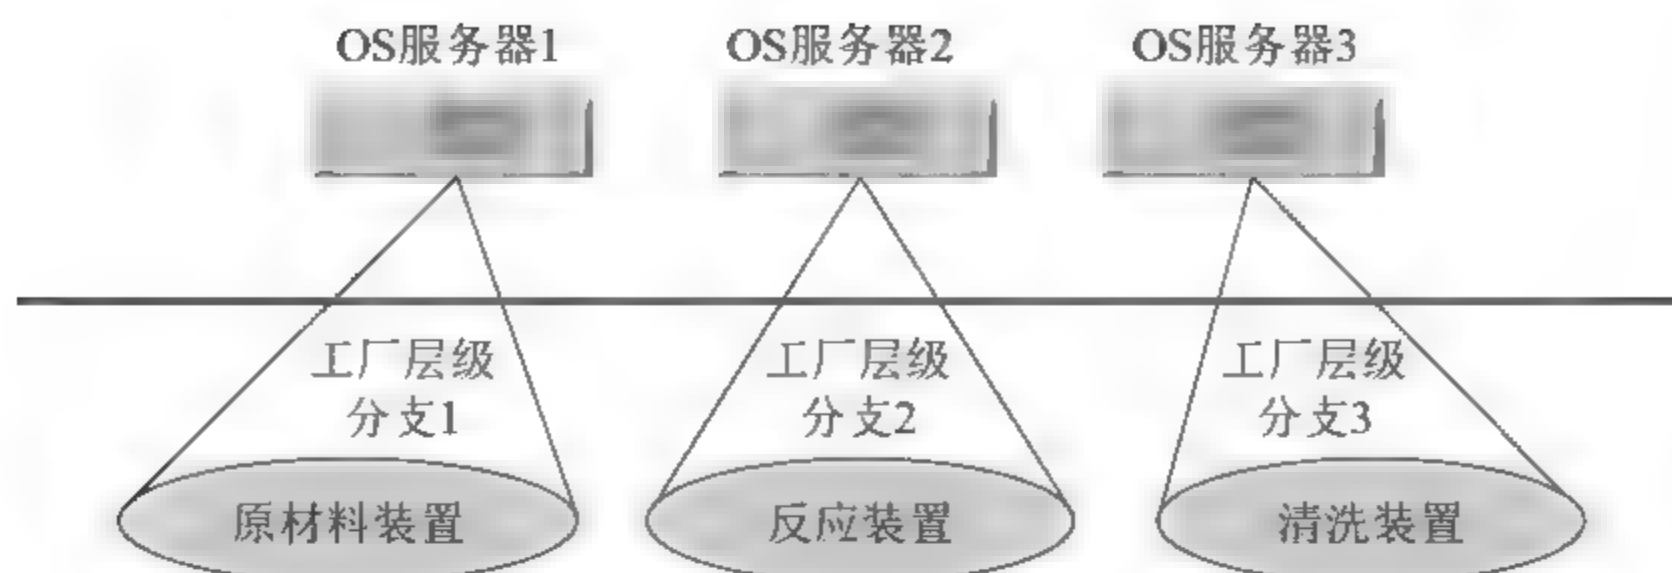 OS服务器1
OS服务器2
OS服务器3
工厂层级
分支1
工厂层级
分支2
工厂层级
分支3
原材料装置
反应装置
清洗装置